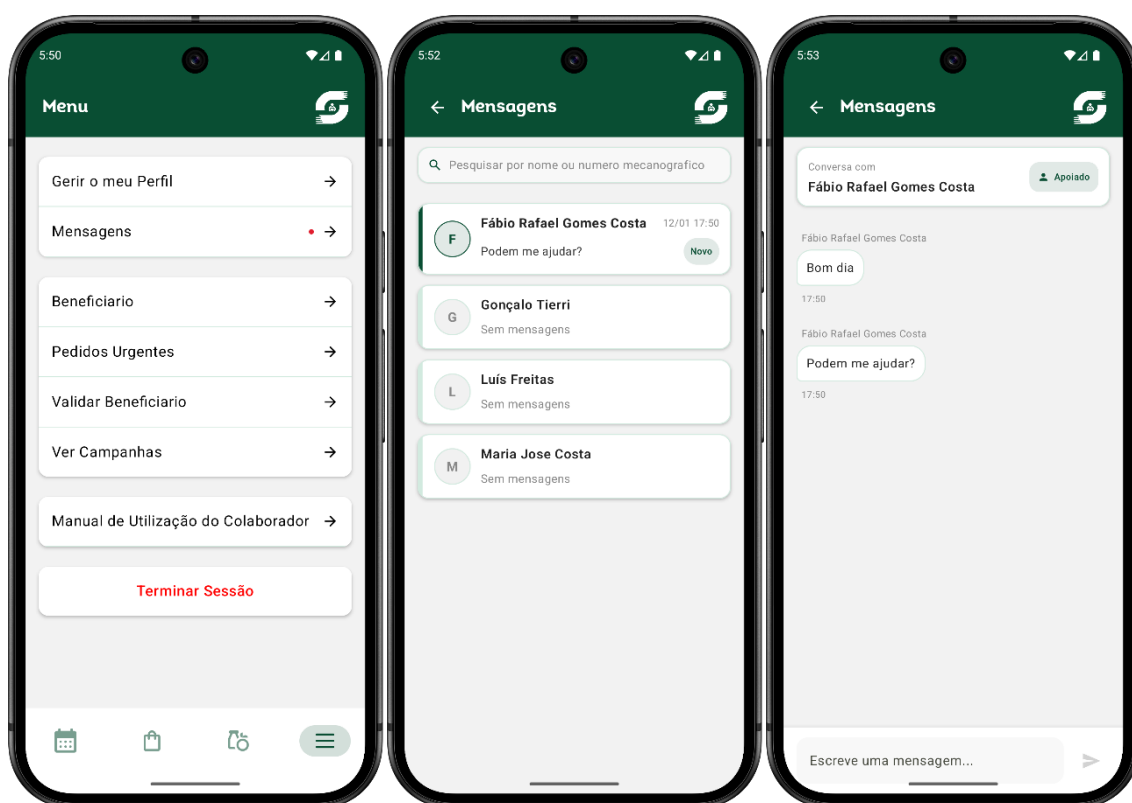 5:50
Menu
Gerir o meu Perfil
Mensagens
Beneficiario
Pedidos Urgentes
Validar Beneficiario
Ver Campanhas
Manual de Utilização do Colaborador
Terminar Sessão
5:52
Mensagens
Pesquisar por nome ou numero mecanografico
F
Fábio Rafael Gomes Costa 12/01 17:50
Podem me ajudar? Novo
G
Gonçalo Tierri
Sem mensagens
L
Luís Freitas
Sem mensagens
M
Maria Jose Costa
Sem mensagens
5:53
Mensagens
Conversa com
Fábio Rafael Gomes Costa
Apoiado
Fábio Rafael Gomes Costa
Bom dia
17:50
Fábio Rafael Gomes Costa
Podem me ajudar?
17:50
Escreve uma mensagem...